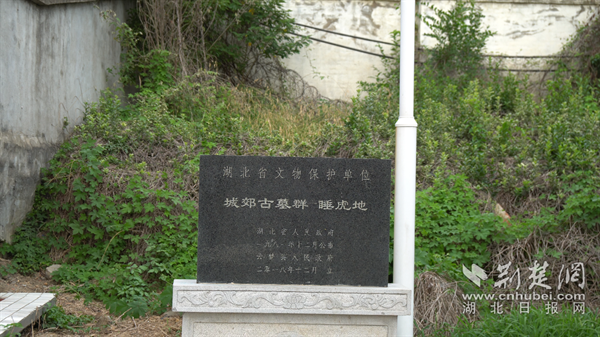 湖北省文物保护单位
城郊古墓群 睡虎地
湖北省人民政府
一九八一年十二月公布
云梦县人民政府
二零一八年十二月 立
荆楚网
www.cnhubei.com
湖北日报网